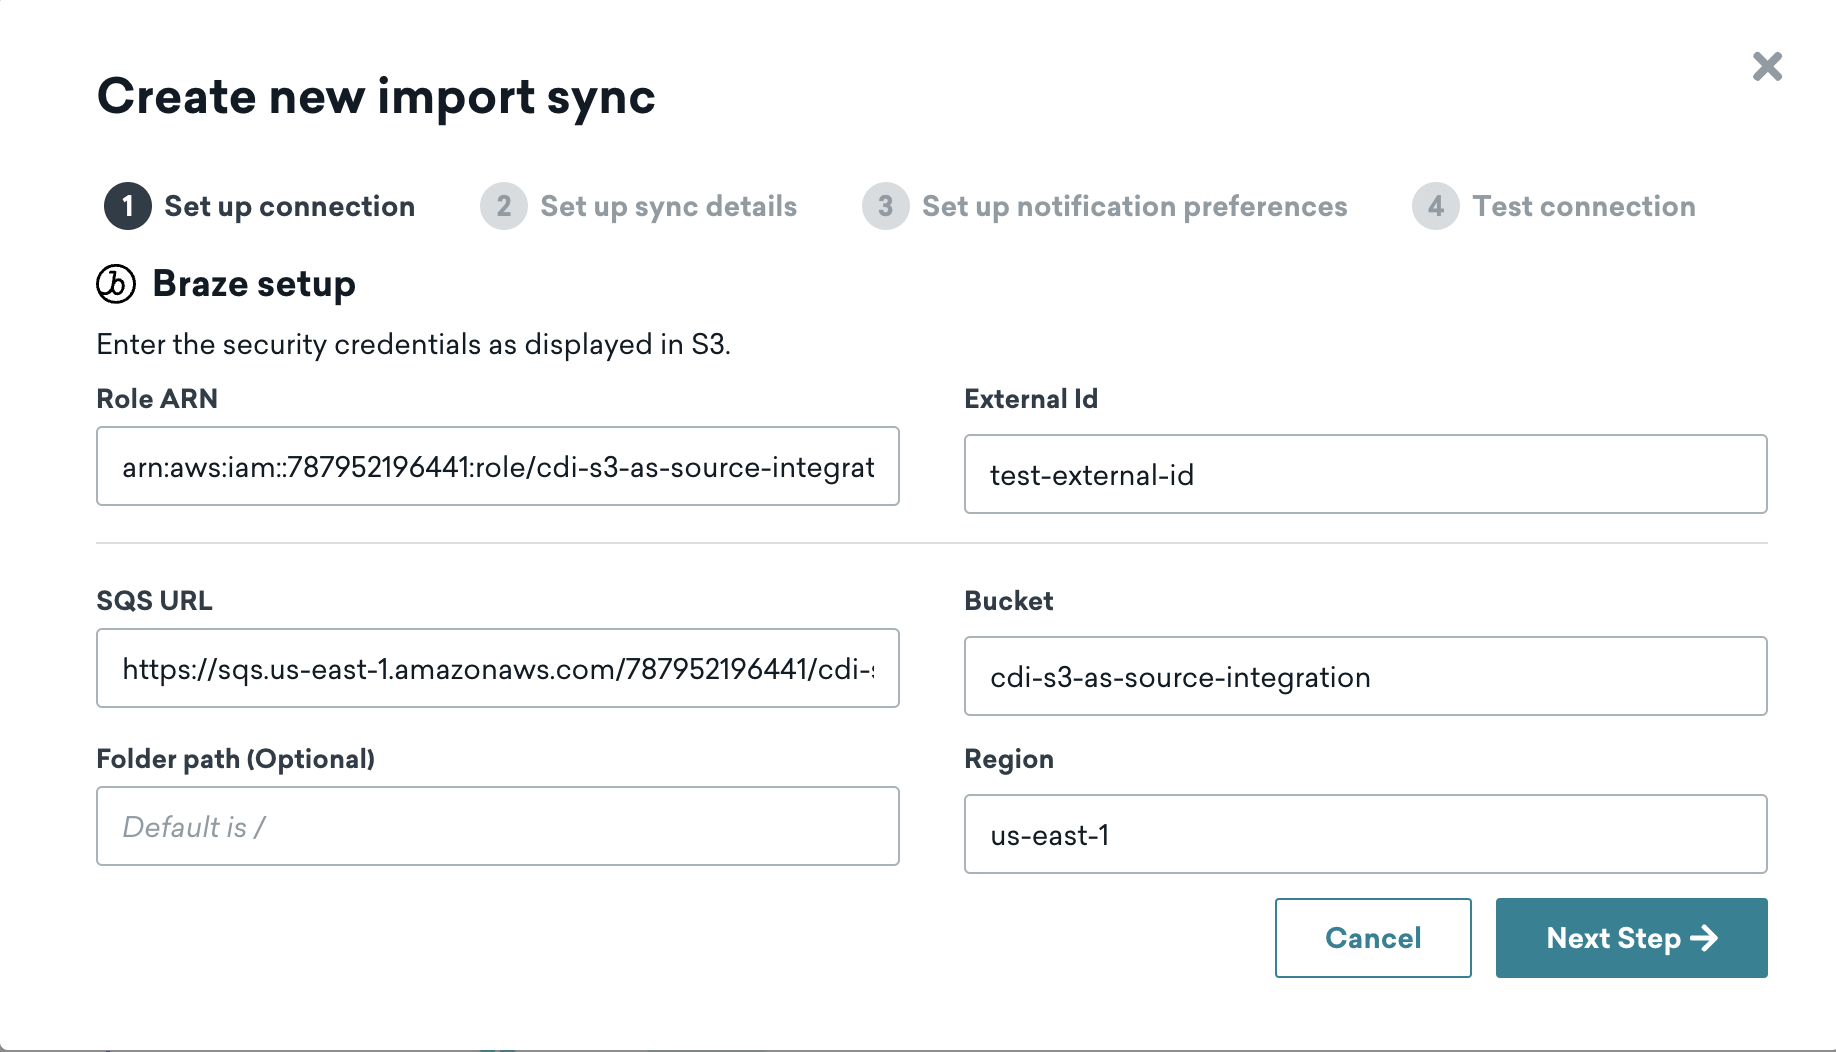 Create new import sync
1 Set up connection 2 Set up sync details 3 Set up notification preferences 4 Test connection
Braze setup
Enter the security credentials as displayed in S3.
Role ARN External Id
arn:aws:iam::787952196441:role/cdi-s3-as-source-integrat test-external-id
SQS URL Bucket
https://sqs.us-east-1.amazonaws.com/787952196441/cdi- cdi-s3-as-source-integration
Folder path (Optional) Region
Default is / us-east-1
Cancel Next Step